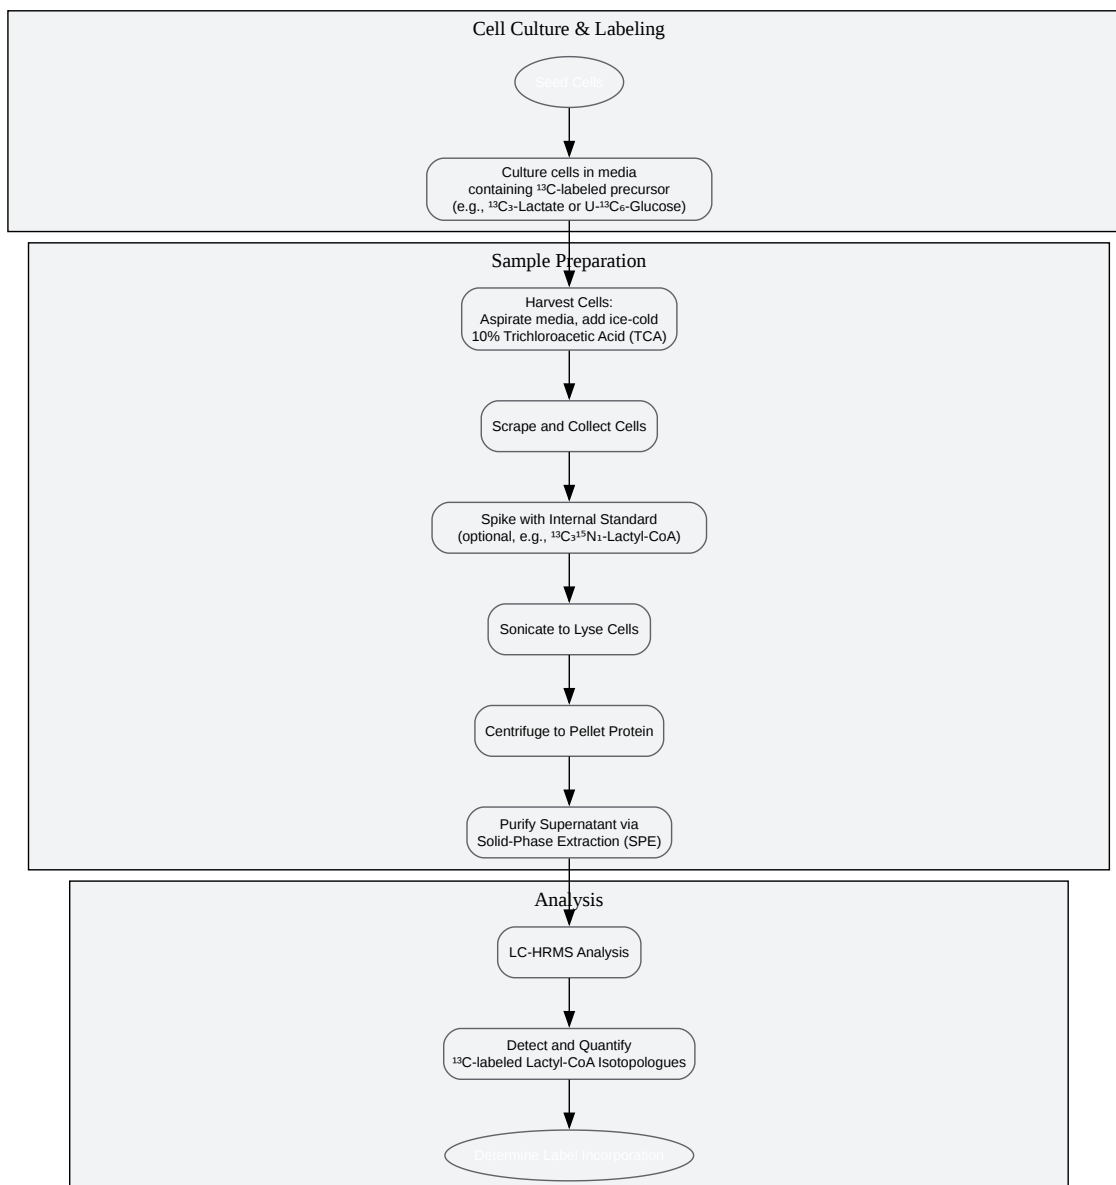 Cell Culture & Labeling
Seed Cells
Culture cells in media
containing ¹³C-labeled precursor
(e.g., ¹³C₃-Lactate or U-¹³C₆-Glucose)
Sample Preparation
Harvest Cells:
Aspirate media, add ice-cold
10% Trichloroacetic Acid (TCA)
Scrape and Collect Cells
Spike with Internal Standard
(optional, e.g., ¹³C₃¹⁵N₁-Lactyl-CoA)
Sonicate to Lyse Cells
Centrifuge to Pellet Protein
Purify Supernatant via
Solid-Phase Extraction (SPE)
Analysis
LC-HRMS Analysis
Detect and Quantify
¹³C-labeled Lactyl-CoA Isotopologues
Determine Label Incorporation